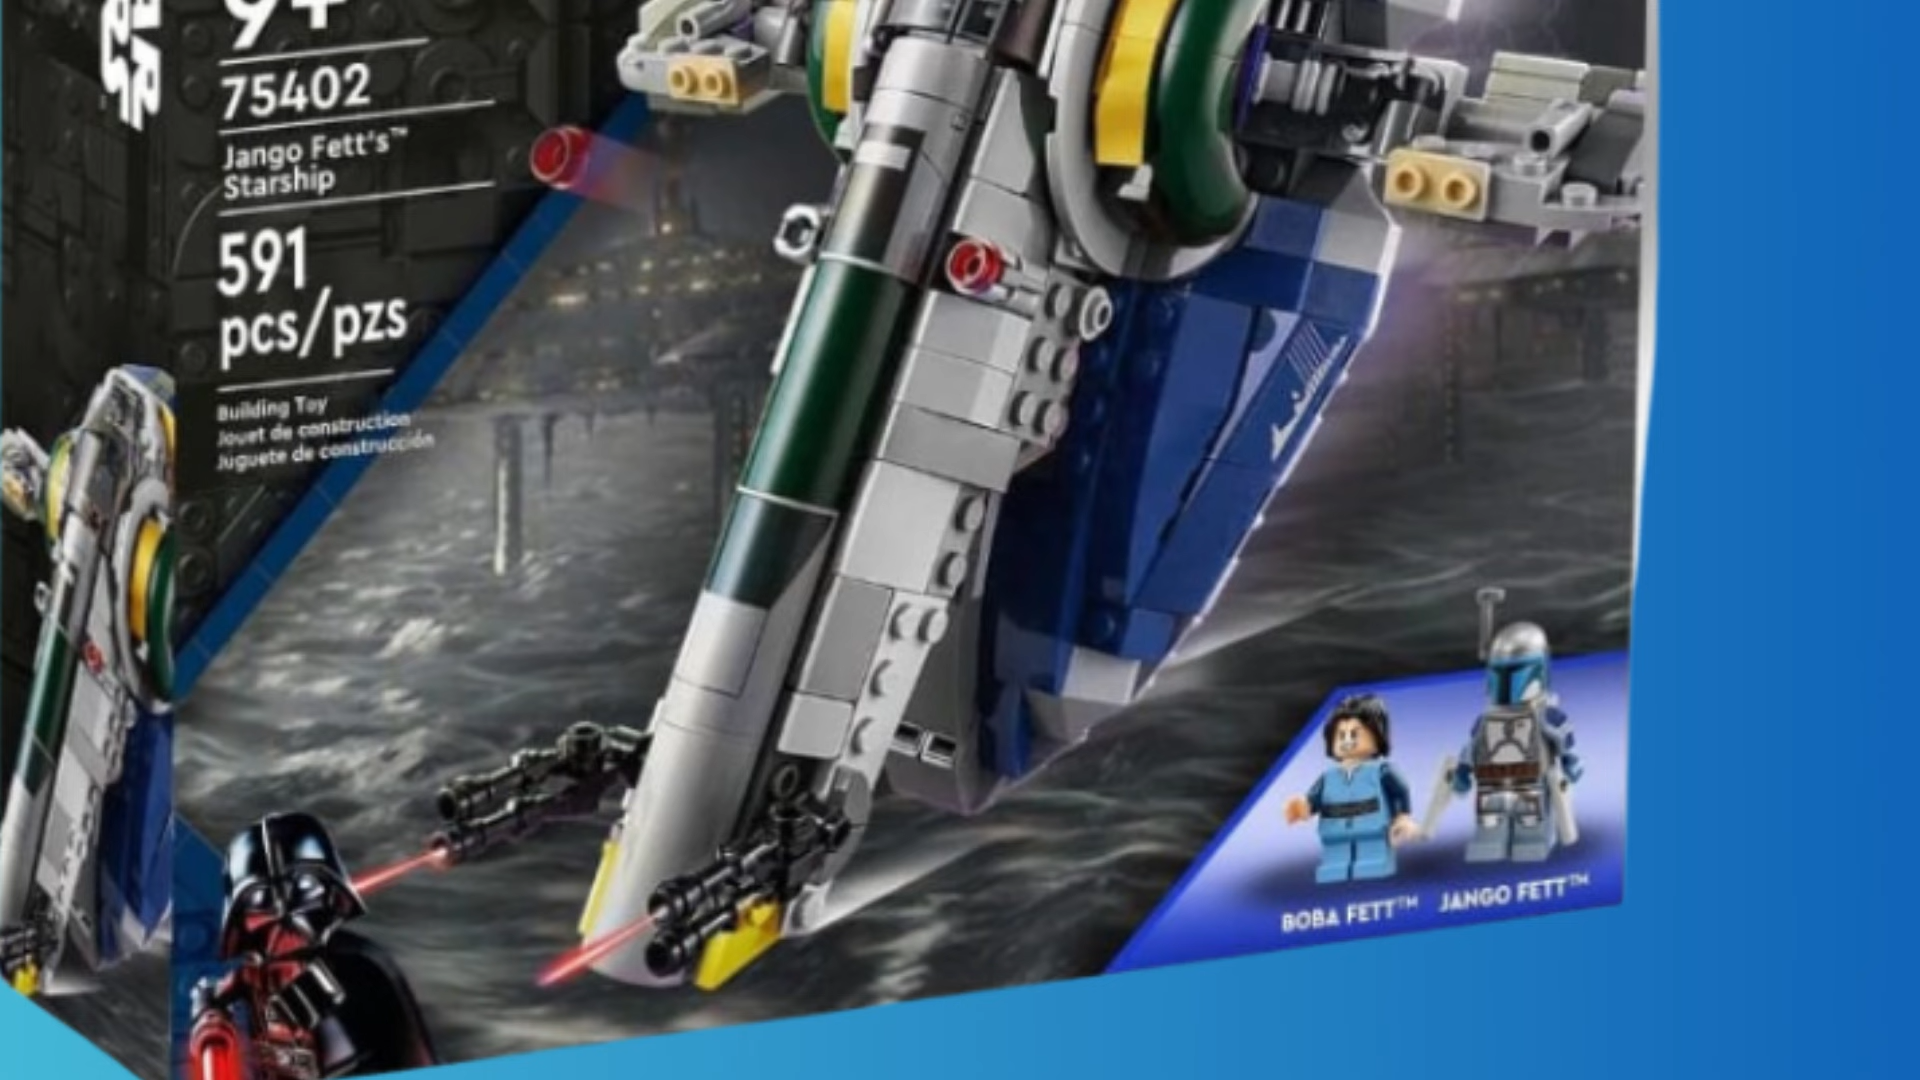 9+
75402
Jango Fett's™
Starship
591
pcs/pzs
Building Toy
Jouet de construction
Juguete de construcción
BOBA FETT™ JANGO FETT™